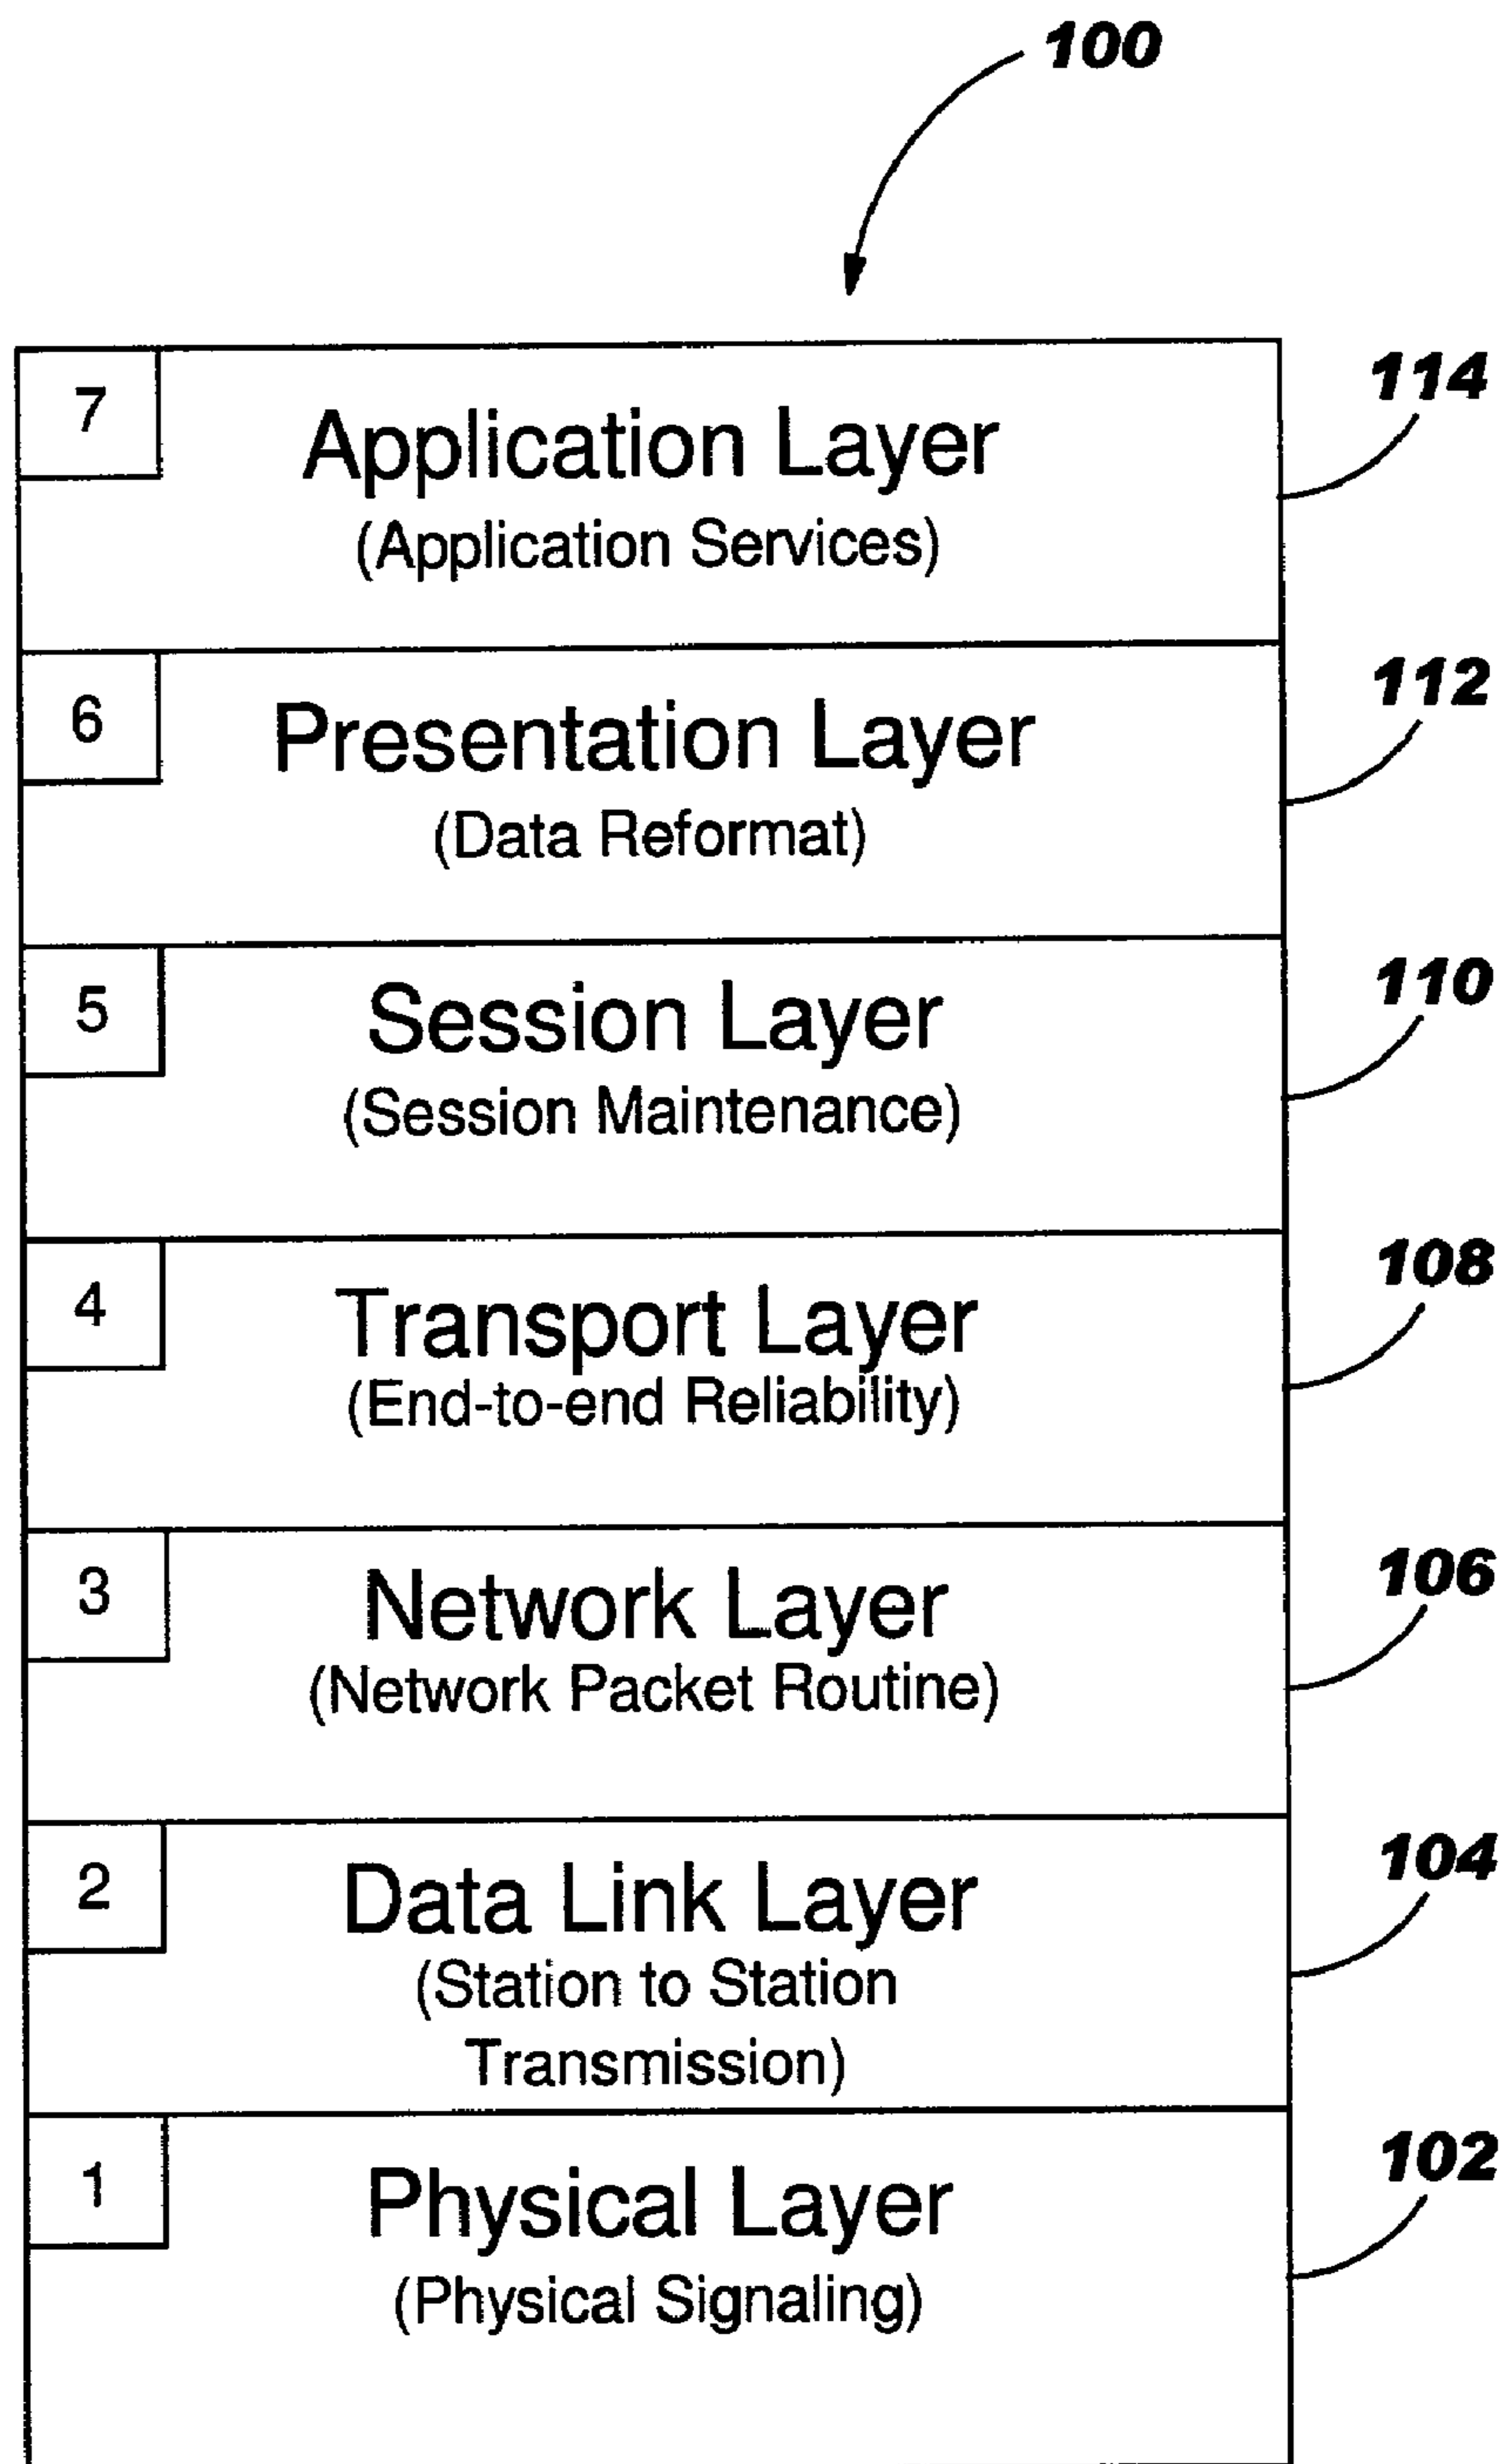 100
7
Application Layer
(Application Services)
114
6
Presentation Layer
(Data Reformat)
112
5
Session Layer
(Session Maintenance)
110
4
Transport Layer
(End-to-end Reliability)
108
3
Network Layer
(Network Packet Routine)
106
2
Data Link Layer
(Station to Station
Transmission)
104
1
Physical Layer
(Physical Signaling)
102